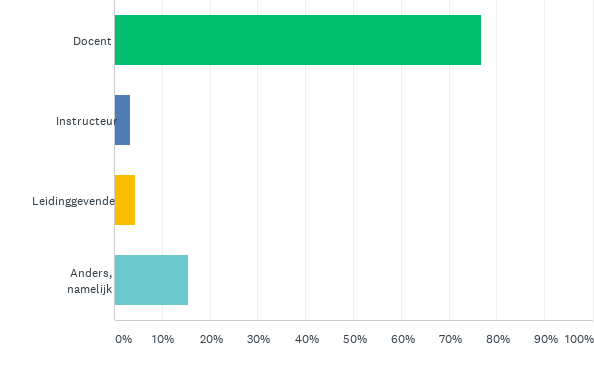 Docent
Instructeur
Leidinggevende
Anders,
namelijk
0% 10% 20% 30% 40% 50% 60% 70% 80% 90% 100%